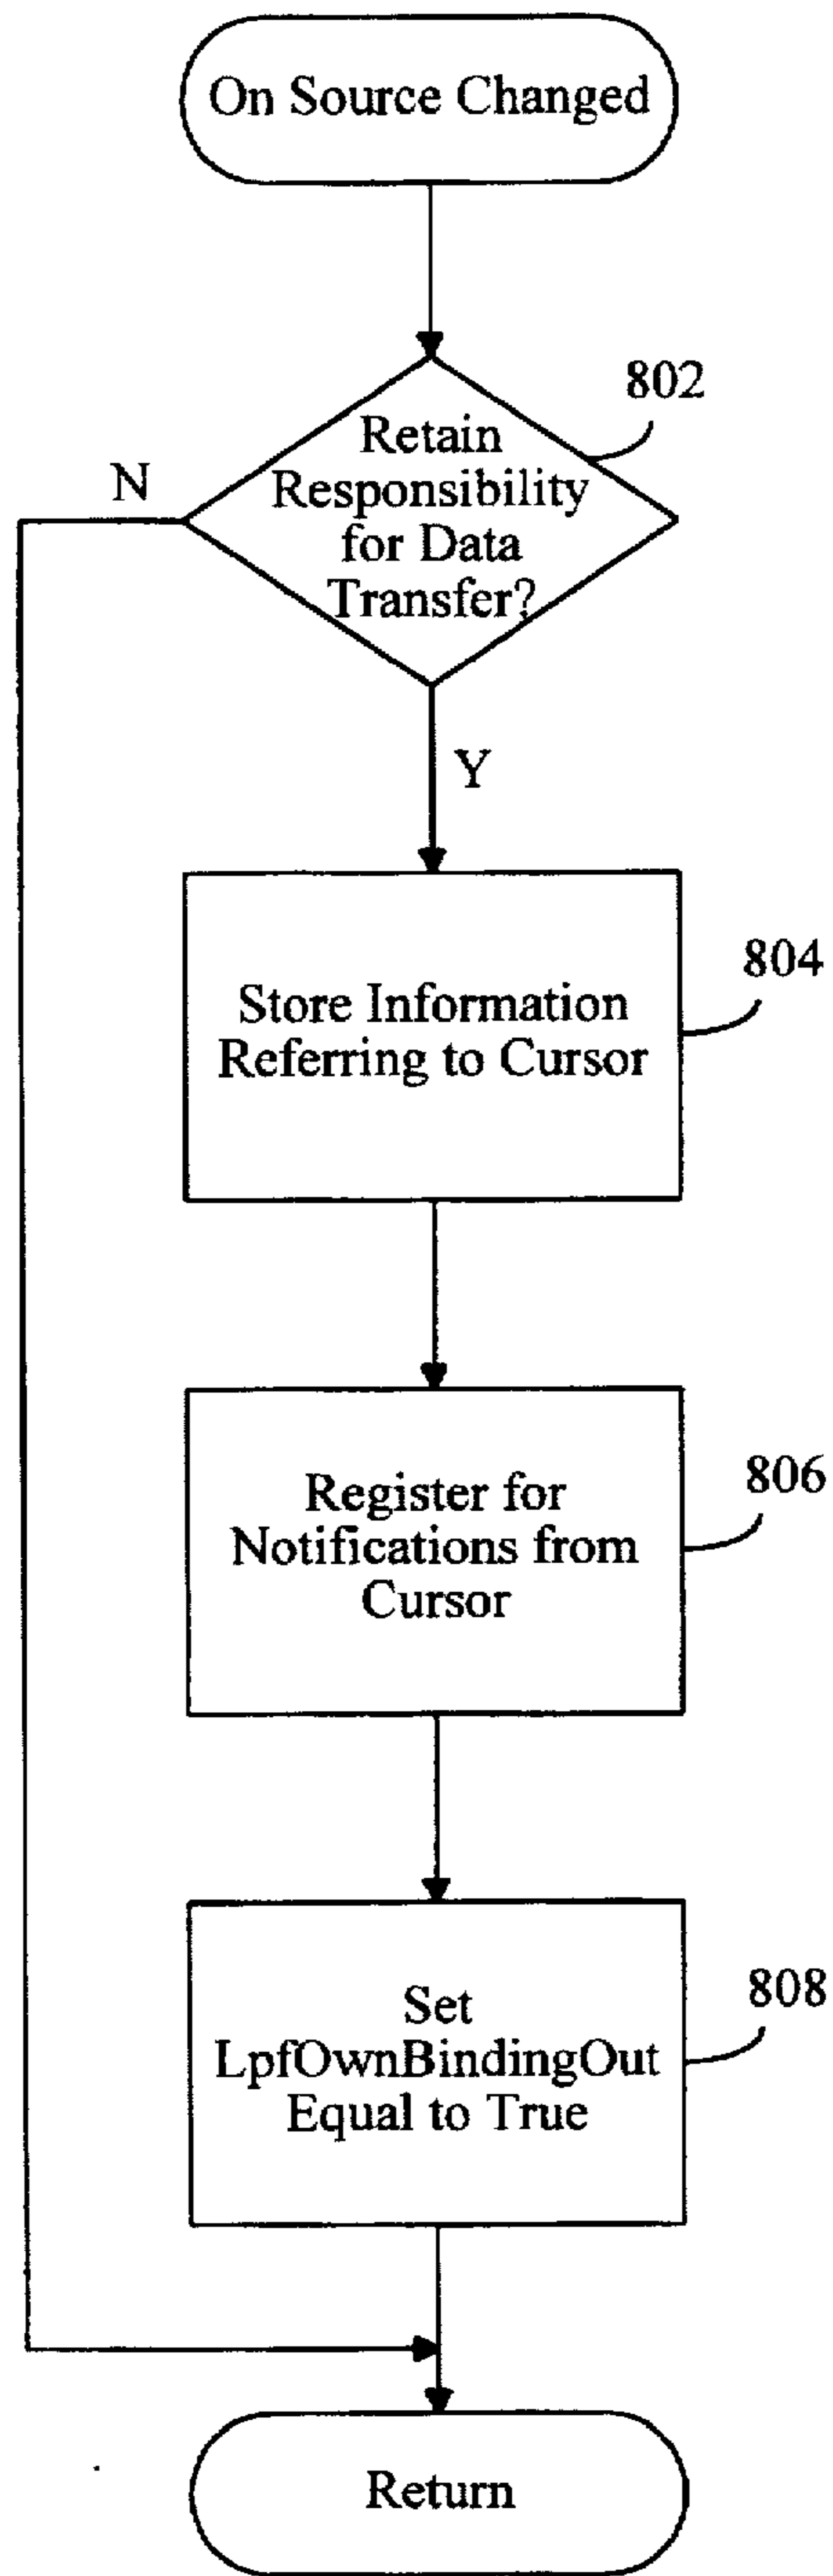 On Source Changed
802
Retain
Responsibility
for Data
Transfer?
N
Y
804
Store Information
Referring to Cursor
806
Register for
Notifications from
Cursor
808
Set
LpfOwnBindingOut
Equal to True
Return